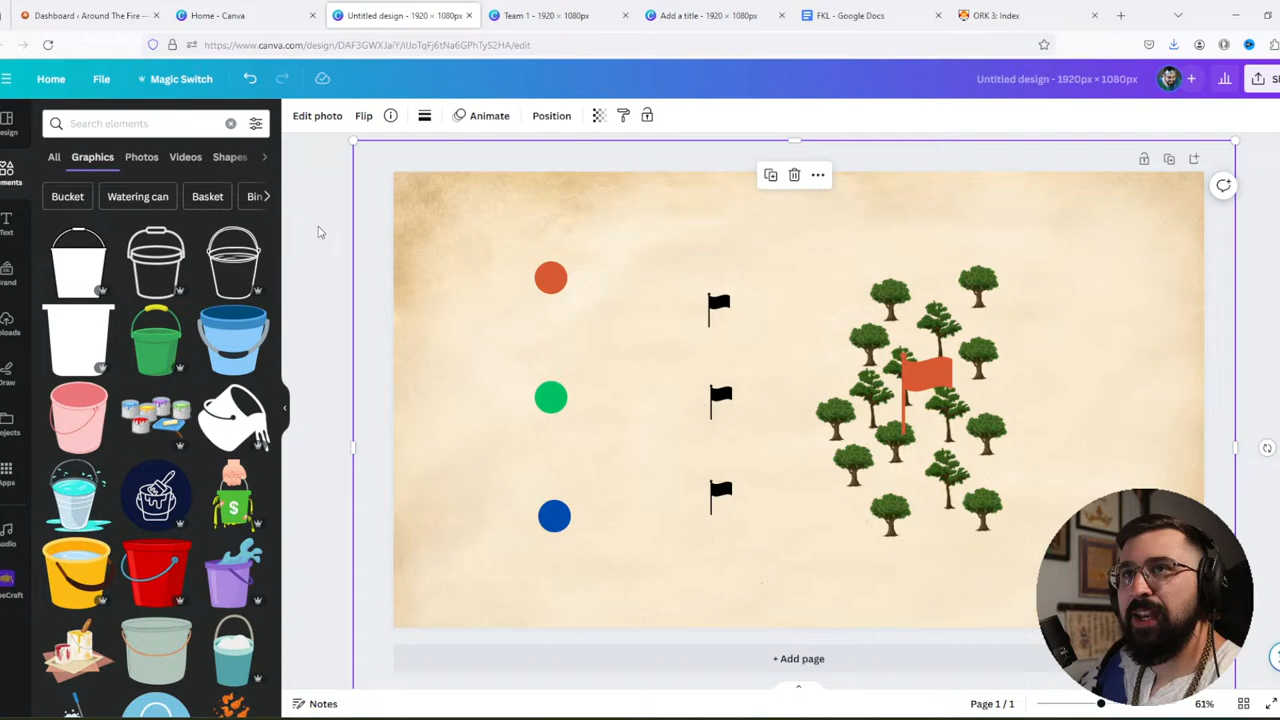 Dashboard ‹ Around The Fire —
Home - Canva
Untitled design - 1920 × 1080px
Team 1 - 1920 × 1080px
Add a title - 1920 × 1080px
FKL - Google Docs
ORK 3: Index
https://www.canva.com/design/DAF3GWXJaiY/iUoTqFj6tNa6GPhTyS2HA/edit
Home
File
Magic Switch
Untitled design - 1920px × 1080px
Edit photo
Flip
Animate
Position
Search elements
All
Graphics
Photos
Videos
Shapes
Bucket
Watering can
Basket
Bin
Text
$
+ Add page
Notes
Page 1 / 1
61%